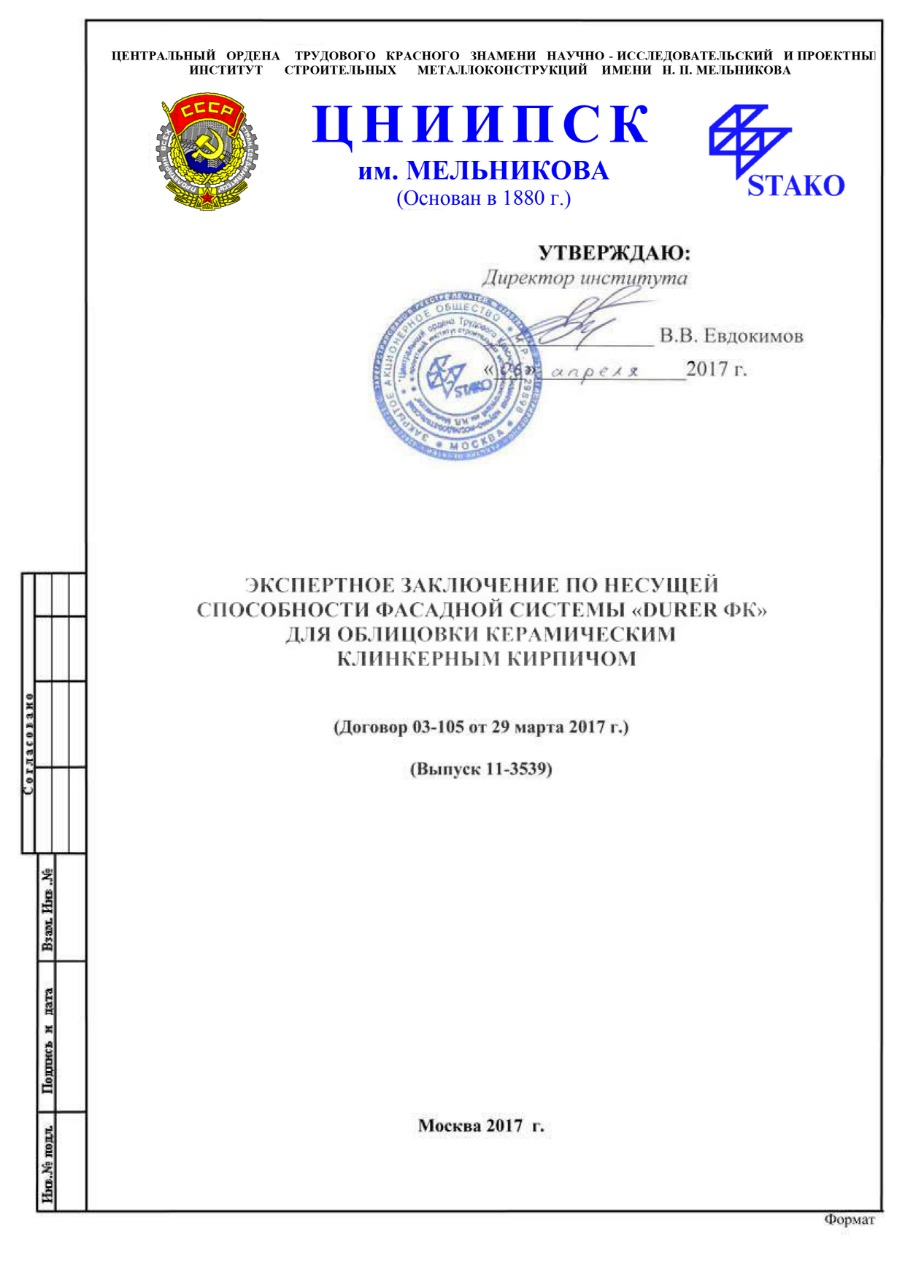 ЦЕНТРАЛЬНЫЙ ОРДЕНА ТРУДОВОГО КРАСНОГО ЗНАМЕНИ НАУЧНО - ИССЛЕДОВАТЕЛЬСКИЙ И ПРОЕКТНЫ
ИНСТИТУТ СТРОИТЕЛЬНЫХ МЕТАЛЛОКОНСТРУКЦИЙ ИМЕНИ Н. П. МЕЛЬНИКОВА
СССР
ЦНИИПСК
им. МЕЛЬНИКОВА
(Основан в 1880 г.)
STAKO
УТВЕРЖДАЮ:
Директор института
В.В. Евдокимов
апреля 2017 г.
ЗАКРЫТОЕ АКЦИОНЕРНОЕ ОБЩЕСТВО
STAKO
МОСКВА
ЭКСПЕРТНОЕ ЗАКЛЮЧЕНИЕ ПО НЕСУЩЕЙ
СПОСОБНОСТИ ФАСАДНОЙ СИСТЕМЫ «DURER ФК»
ДЛЯ ОБЛИЦОВКИ КЕРАМИЧЕСКИМ
КЛИНКЕРНЫМ КИРПИЧОМ
(Договор 03-105 от 29 марта 2017 г.)
(Выпуск 11-3539)
Согласовано
Взам. Инв .№
Подпись и дата
Инв.№ подл.
Москва 2017 г.
Формат